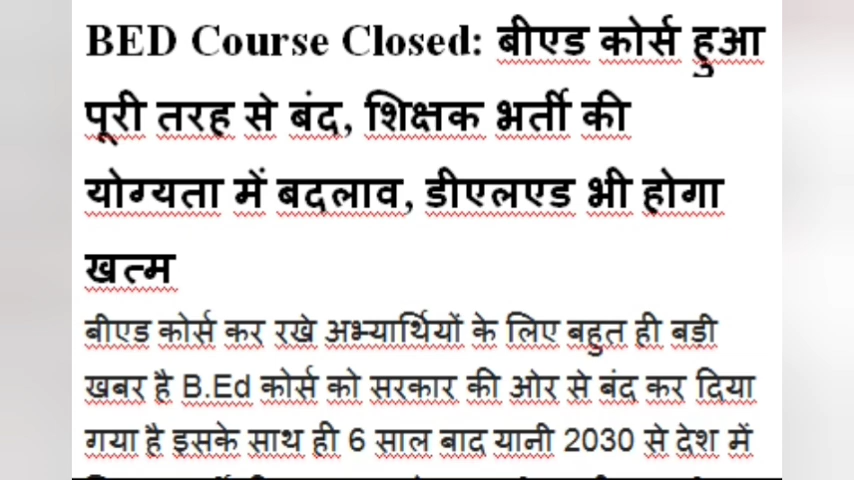 BED Course Closed: बीएड कोर्स हुआ
पूरी तरह से बंद, शिक्षक भर्ती की
योग्यता में बदलाव, डीएलएड भी होगा
खत्म
बीएड कोर्स कर रखे अभ्यार्थियों के लिए बहुत ही बड़ी
खबर है B.Ed कोर्स को सरकार की ओर से बंद कर दिया
गया है इसके साथ ही 6 साल बाद यानी 2030 से देश में